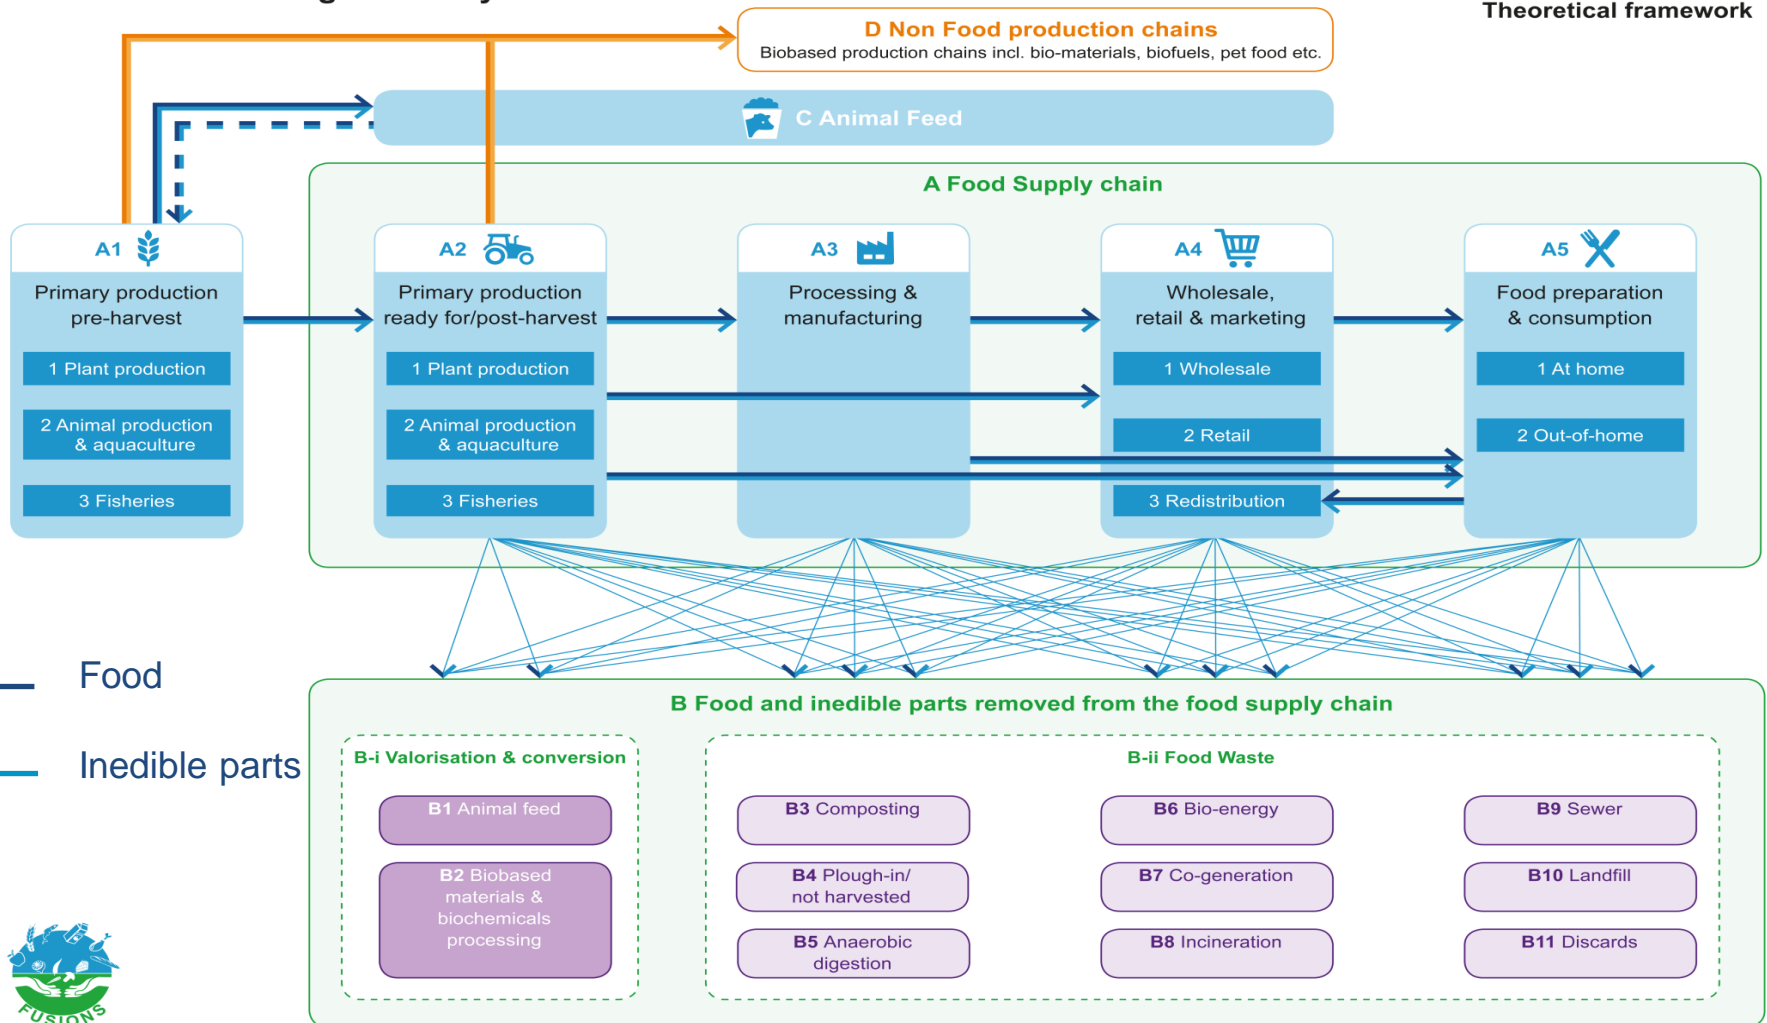 Theoretical framework
D Non Food production chains
Biobased production chains incl. bio-materials, biofuels, pet food etc.
C Animal Feed
A Food Supply chain
A1
Primary production
pre-harvest
1 Plant production
2 Animal production
& aquaculture
3 Fisheries
A2
Primary production
ready for/post-harvest
1 Plant production
2 Animal production
& aquaculture
3 Fisheries
A3
Processing &
manufacturing
A4
Wholesale,
retail & marketing
1 Wholesale
2 Retail
3 Redistribution
A5
Food preparation
& consumption
1 At home
2 Out-of-home
Food
Inedible parts
B Food and inedible parts removed from the food supply chain
B-i Valorisation & conversion
B1 Animal feed
B2 Biobased
materials &
biochemicals
processing
B-ii Food Waste
B3 Composting
B4 Plough-in/
not harvested
B5 Anaerobic
digestion
B6 Bio-energy
B7 Co-generation
B8 Incineration
B9 Sewer
B10 Landfill
B11 Discards
FUSIONS